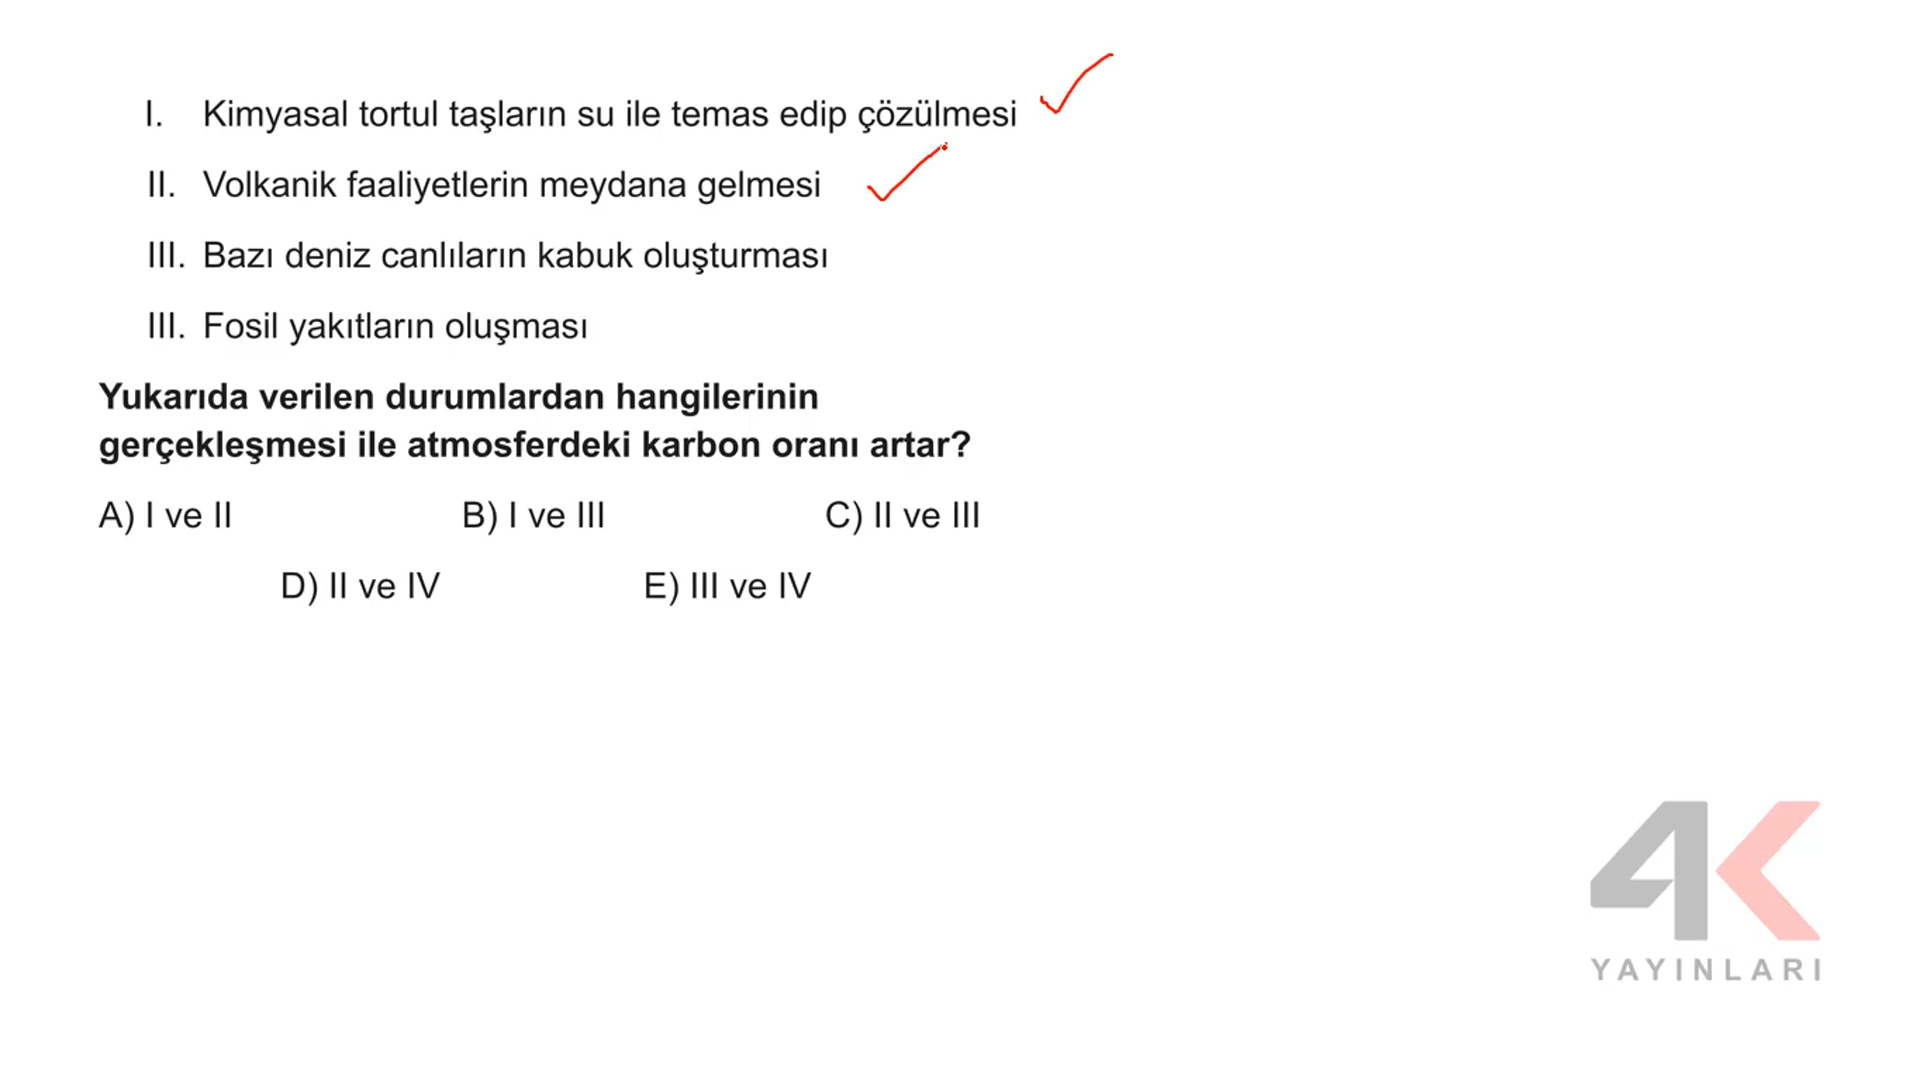 I. Kimyasal tortul taşların su ile temas edip çözülmesi
II. Volkanik faaliyetlerin meydana gelmesi
III. Bazı deniz canlıların kabuk oluşturması
III. Fosil yakıtların oluşması
Yukarıda verilen durumlardan hangilerinin
gerçekleşmesi ile atmosferdeki karbon oranı artar?
A) I ve II B) I ve III C) II ve III
D) II ve IV E) III ve IV
4K
YAYINLARI